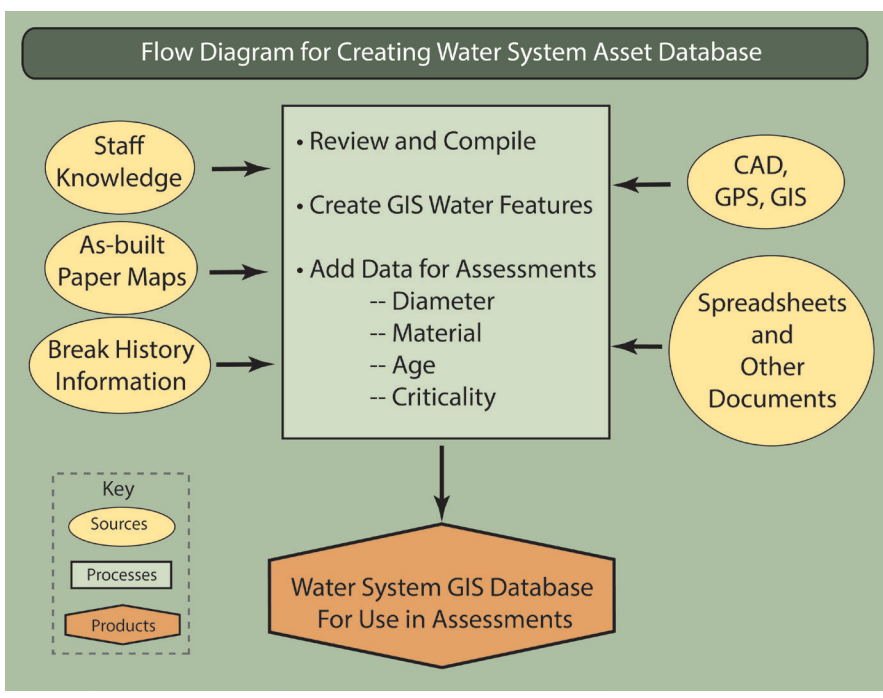 Flow Diagram for Creating Water System Asset Database
Staff
Knowledge
As-built
Paper Maps
Break History
Information
• Review and Compile
• Create GIS Water Features
• Add Data for Assessments
-- Diameter
-- Material
-- Age
-- Criticality
CAD,
GPS, GIS
Spreadsheets
and
Other
Documents
Key
Sources
Processes
Products
Water System GIS Database
For Use in Assessments